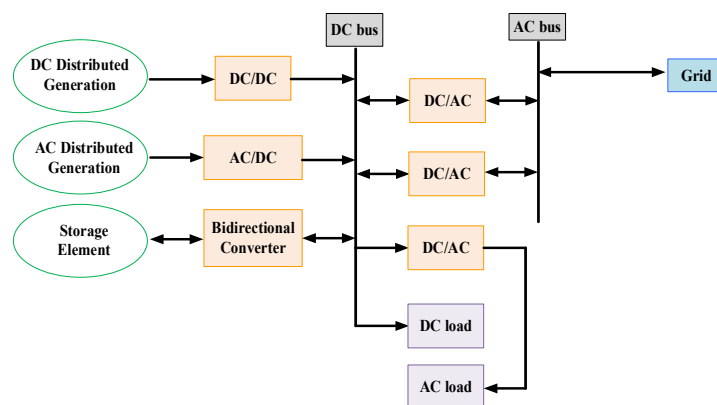 DC bus
AC bus
DC Distributed
Generation
DC/DC
DC/AC
Grid
AC Distributed
Generation
AC/DC
DC/AC
Storage
Element
Bidirectional
Converter
DC/AC
DC load
AC load